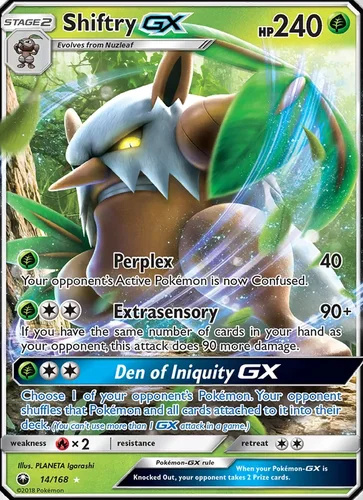 STAGE2 Shiftry GX HP240
Evolves from Nuzleaf
Perplex 40
Your opponent's Active Pokémon is now Confused.
Extrasensory 90+
If you have the same number of cards in your hand as
your opponent, this attack does 90 more damage.
Den of Iniquity GX
Choose 1 of your opponent's Pokémon. Your opponent
shuffles that Pokémon and all cards attached to it into their
deck. (You can't use more than 1 GX attack in a game.)
weakness ×2 resistance retreat
Illus. PLANETA Igarashi
Pokémon-GX rule
14/168
When your Pokémon-GX is
Knocked Out, your opponent takes 2 Prize cards.
©2018 Pokémon